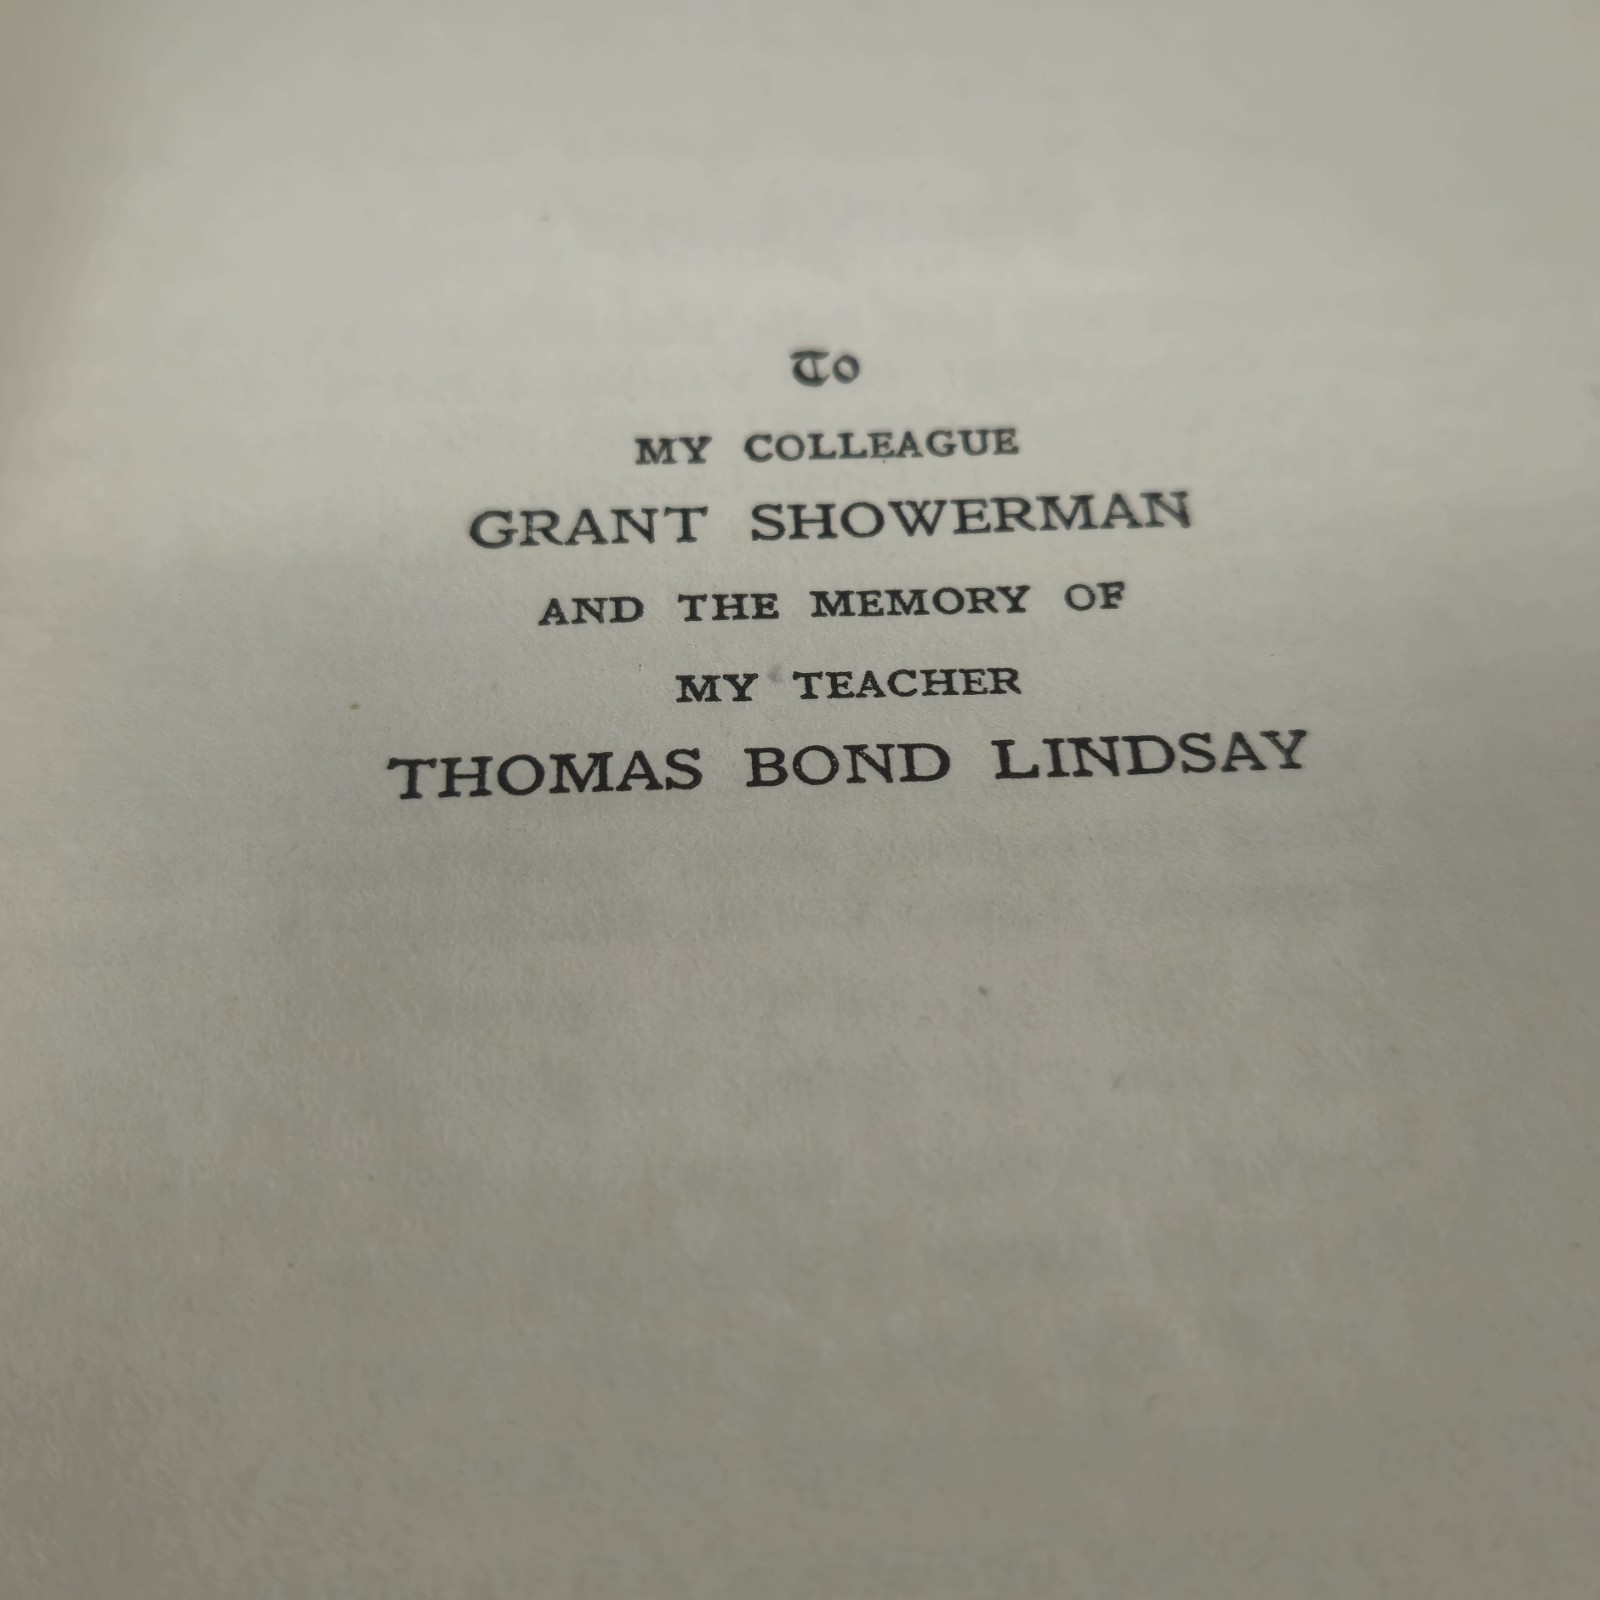 To
MY COLLEAGUE
GRANT SHOWERMAN
AND THE MEMORY OF
MY TEACHER
THOMAS BOND LINDSAY